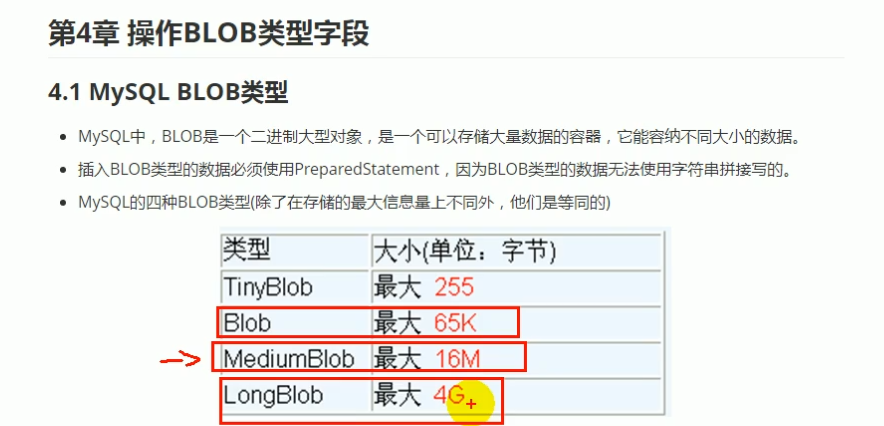 第4章 操作BLOB类型字段
4.1 MySQL BLOB类型
MySQL中，BLOB是一个二进制大型对象，是一个可以存储大量数据的容器，它能容纳不同大小的数据。
插入BLOB类型的数据必须使用PreparedStatement，因为BLOB类型的数据无法使用字符串拼接写的。
MySQL的四种BLOB类型(除了在存储的最大信息量上不同外，他们是等同的)
类型 大小(单位：字节)
TinyBlob 最大 255
Blob 最大 65K
MediumBlob 最大 16M
LongBlob 最大 4G